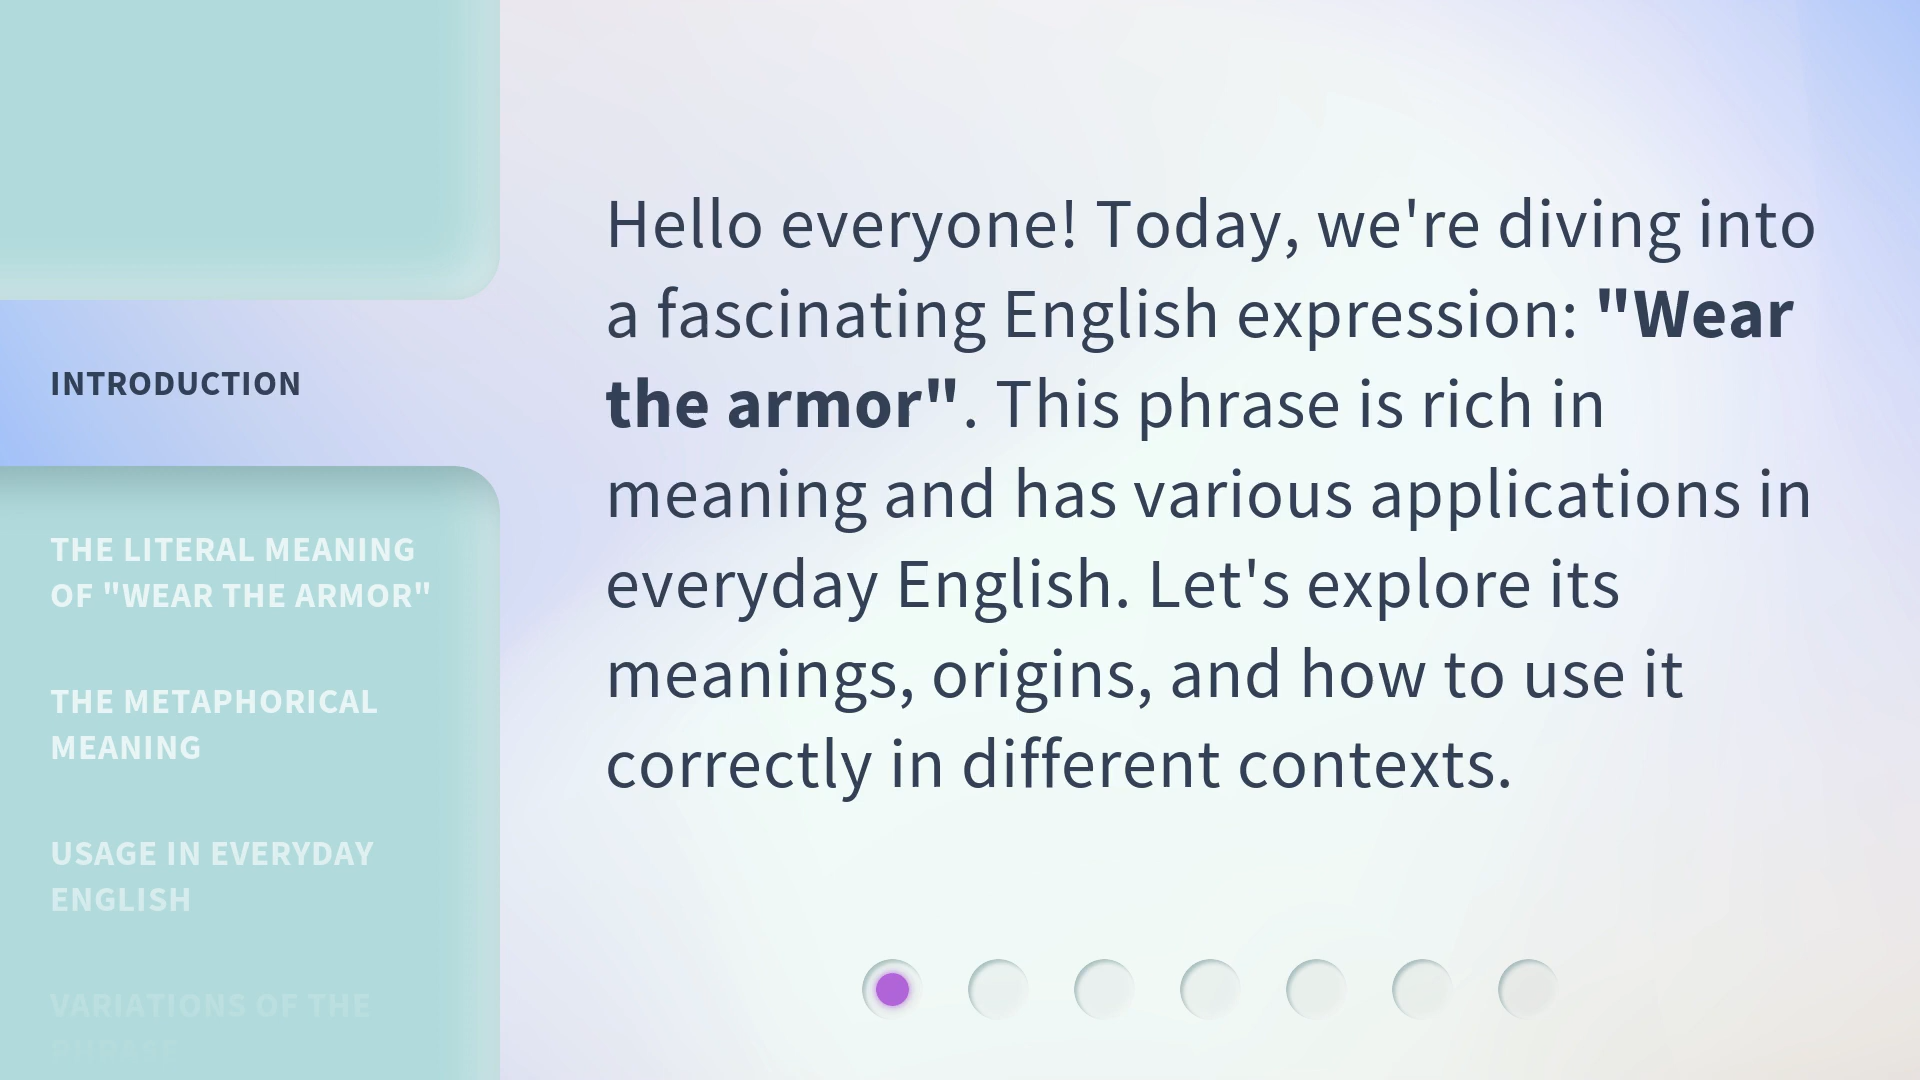 INTRODUCTION
THE LITERAL MEANING
OF "WEAR THE ARMOR"
THE METAPHORICAL
MEANING
USAGE IN EVERYDAY
ENGLISH
VARIATIONS OF THE
PHRASE
Hello everyone! Today, we're diving into
a fascinating English expression: "Wear
the armor". This phrase is rich in
meaning and has various applications in
everyday English. Let's explore its
meanings, origins, and how to use it
correctly in different contexts.